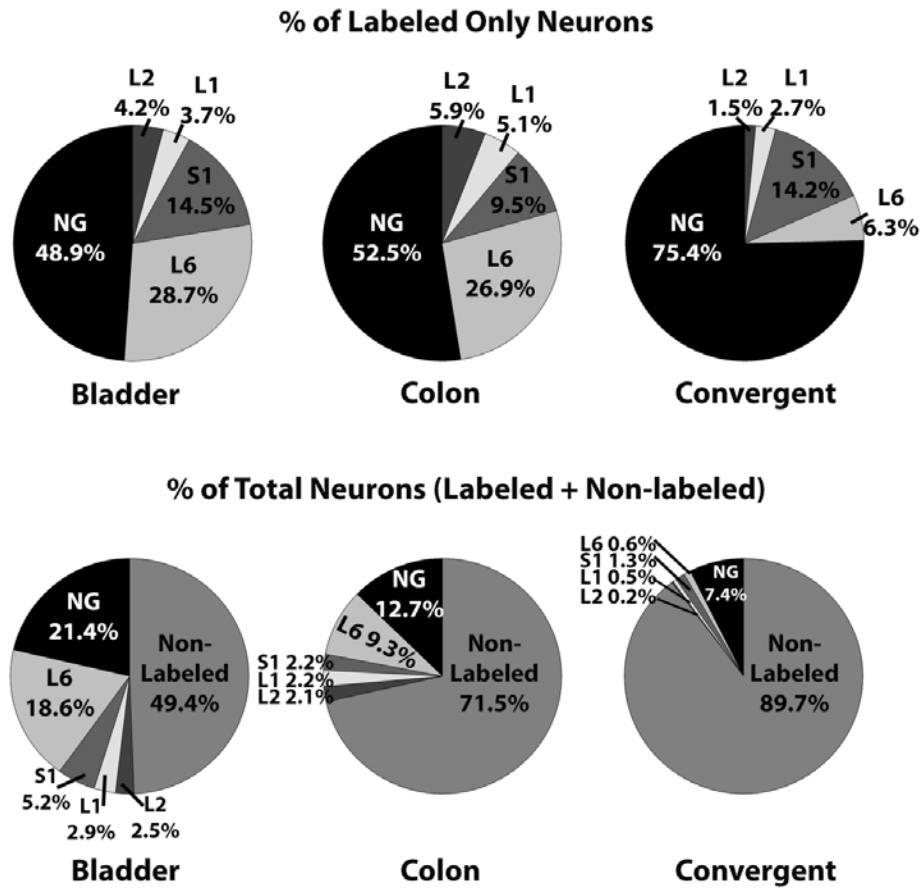 % of Labeled Only Neurons
L2
4.2%
L1
3.7%
S1
14.5%
NG
48.9%
L6
28.7%
Bladder
L2
5.9%
L1
5.1%
S1
9.5%
NG
52.5%
L6
26.9%
Colon
L2
1.5%
L1
2.7%
S1
14.2%
L6
6.3%
NG
75.4%
Convergent
% of Total Neurons (Labeled + Non-labeled)
NG
21.4%
Non-
Labeled
49.4%
L6
18.6%
S1
5.2%
L1
2.9%
L2
2.5%
Bladder
NG
12.7%
L6 9.3%
S1 2.2%
L1 2.2%
L2 2.1%
Non-
Labeled
71.5%
Colon
L6 0.6%
S1 1.3%
L1 0.5%
L2 0.2%
NG
7.4%
Non-
Labeled
89.7%
Convergent